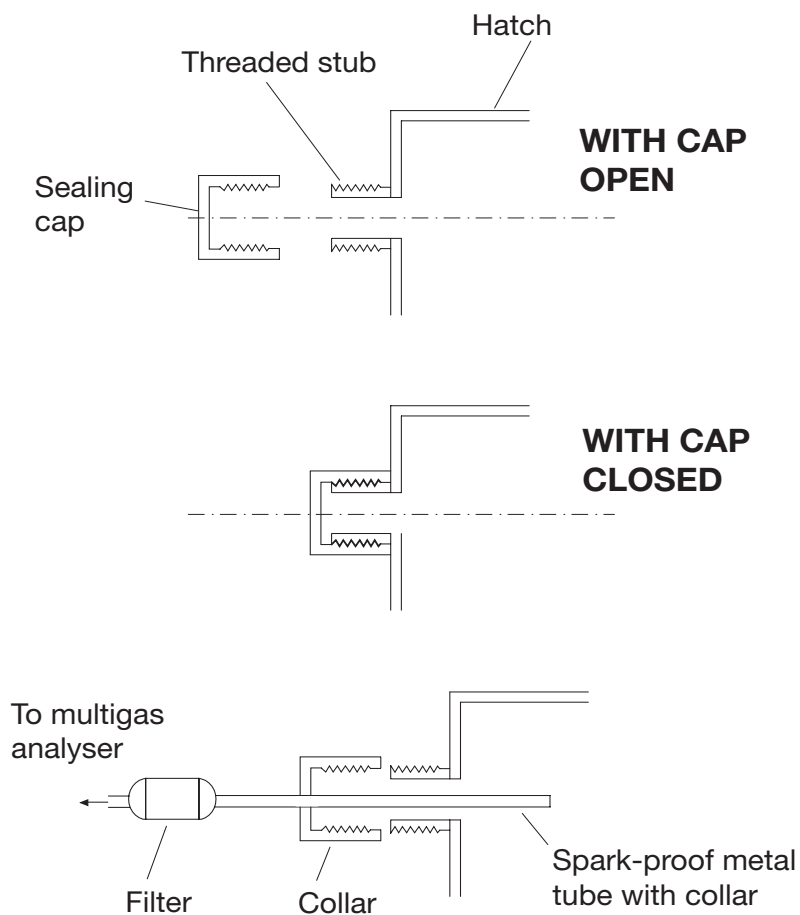 Hatch
Threaded stub
WITH CAP
OPEN
Sealing
cap
WITH CAP
CLOSED
To multigas
analyser
Spark-proof metal
tube with collar
Filter
Collar